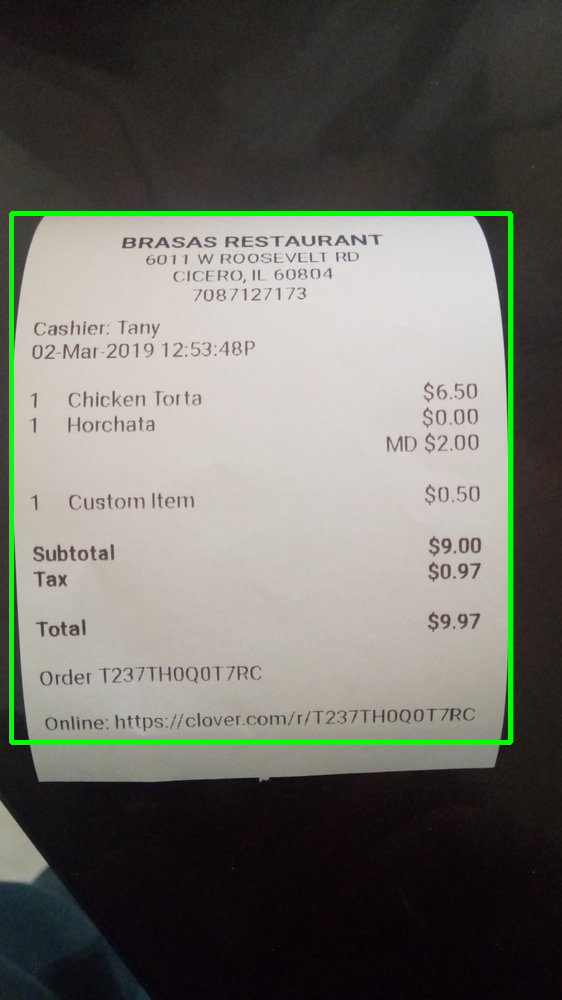 BRASAS RESTAURANT
6011 W ROOSEVELT RD
CICERO, IL 60804
7087127173
Cashier: Tany
02-Mar-2019 12:53:48P
1 Chicken Torta $6.50
1 Horchata $0.00
MD $2.00
1 Custom Item $0.50
Subtotal $9.00
Tax $0.97
Total $9.97
Order T237TH0Q0T7RC
Online: https://clover.com/r/T237TH0Q0T7RC